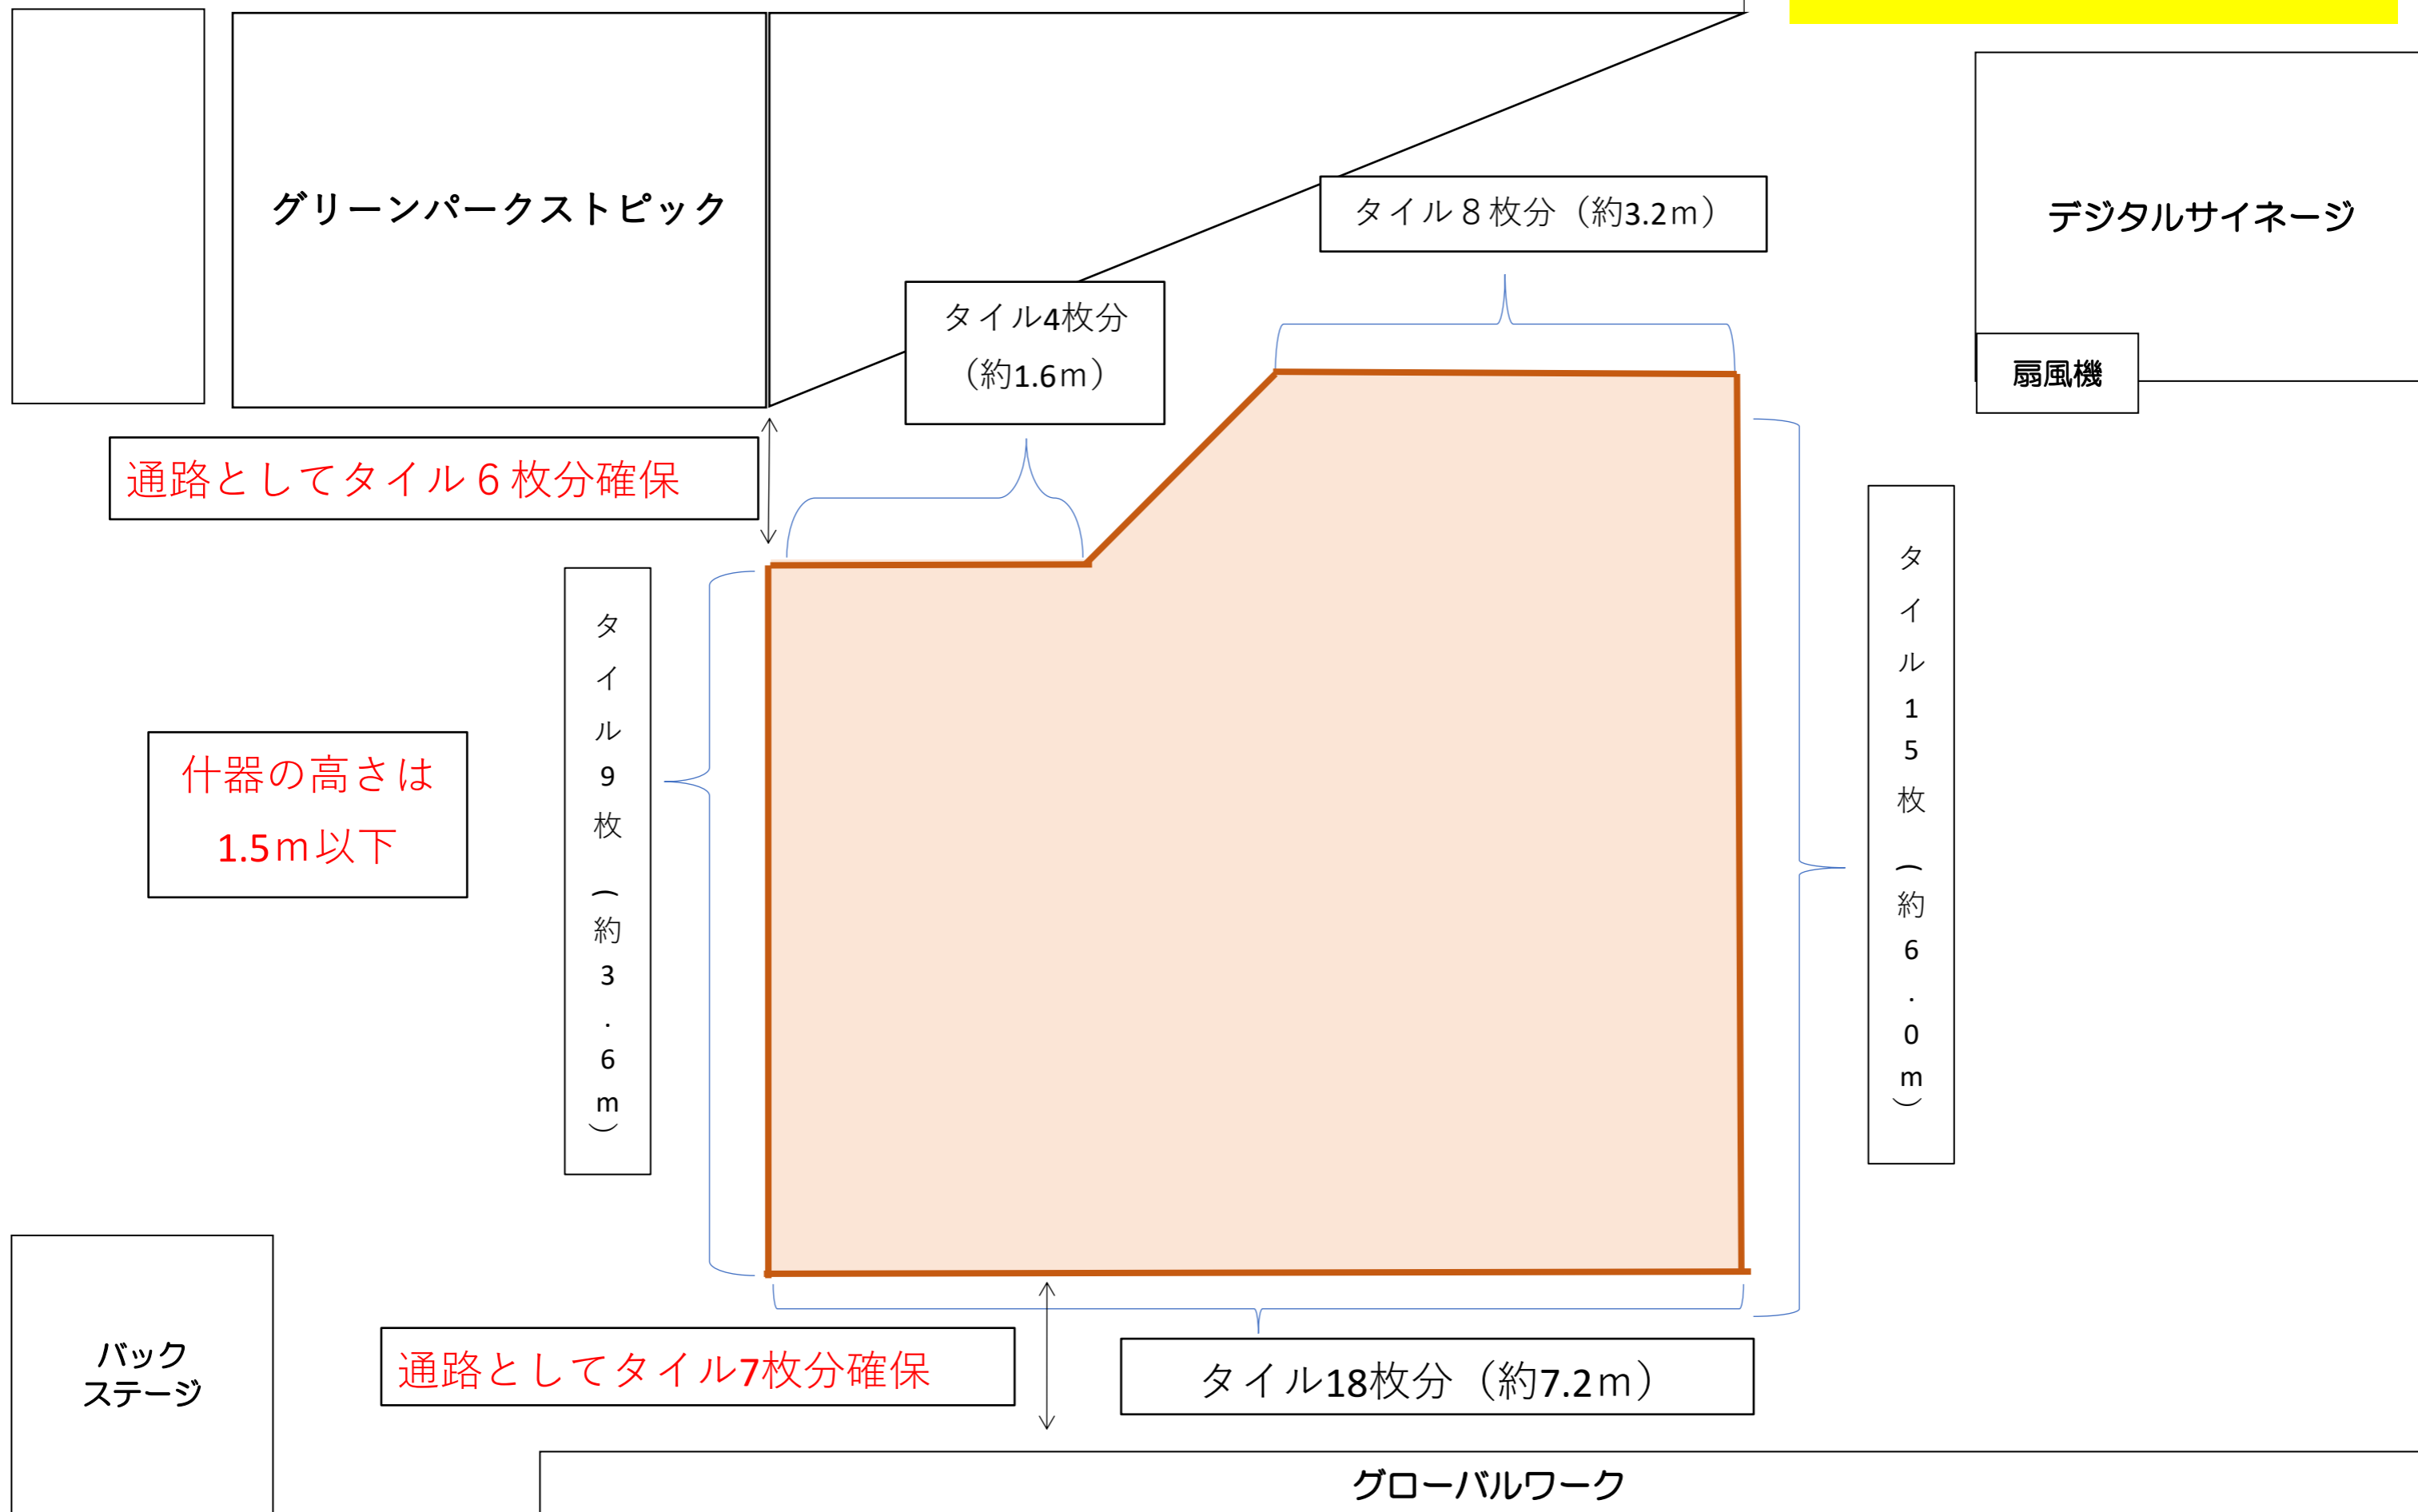 グリーンパークストピック
デジタルサイネージ
タイル８枚分（約3.2ｍ）
タイル4枚分
（約1.6ｍ）
扇風機
通路としてタイル６枚分確保
タイル9枚（約3.6m）
タイル15枚（約6.0m）
什器の高さは
1.5ｍ以下
バック
ステージ
通路としてタイル7枚分確保
タイル18枚分（約7.2ｍ）
グローバルワーク